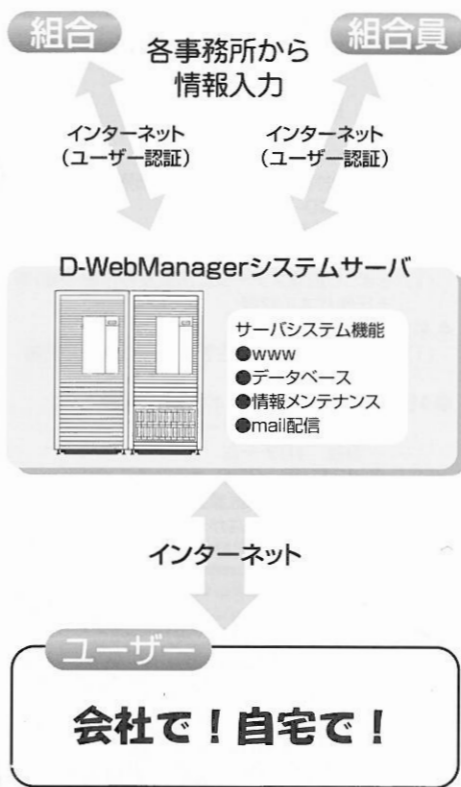 組合
組合員
各事務所から
情報入力
インターネット
(ユーザー認証)
インターネット
(ユーザー認証)
D-WebManagerシステムサーバ
サーバシステム機能
●www
●データベース
●情報メンテナンス
●mail配信
インターネット
ユーザー
会社で!自宅で!